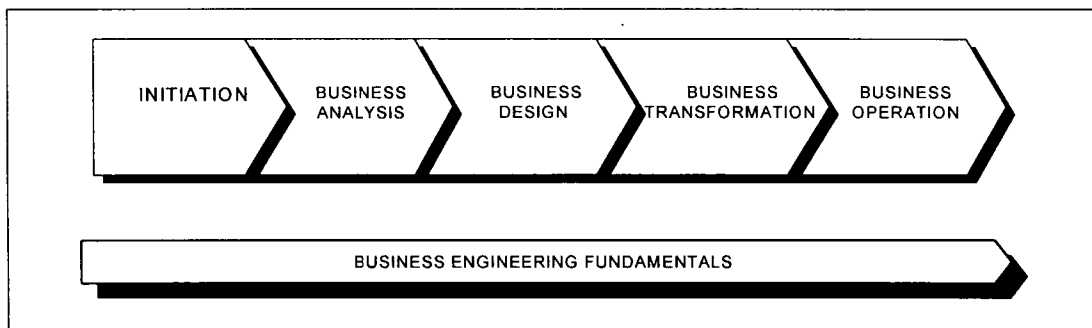 INITIATION
BUSINESS
ANALYSIS
BUSINESS
DESIGN
BUSINESS
TRANSFORMATION
BUSINESS
OPERATION
BUSINESS ENGINEERING FUNDAMENTALS